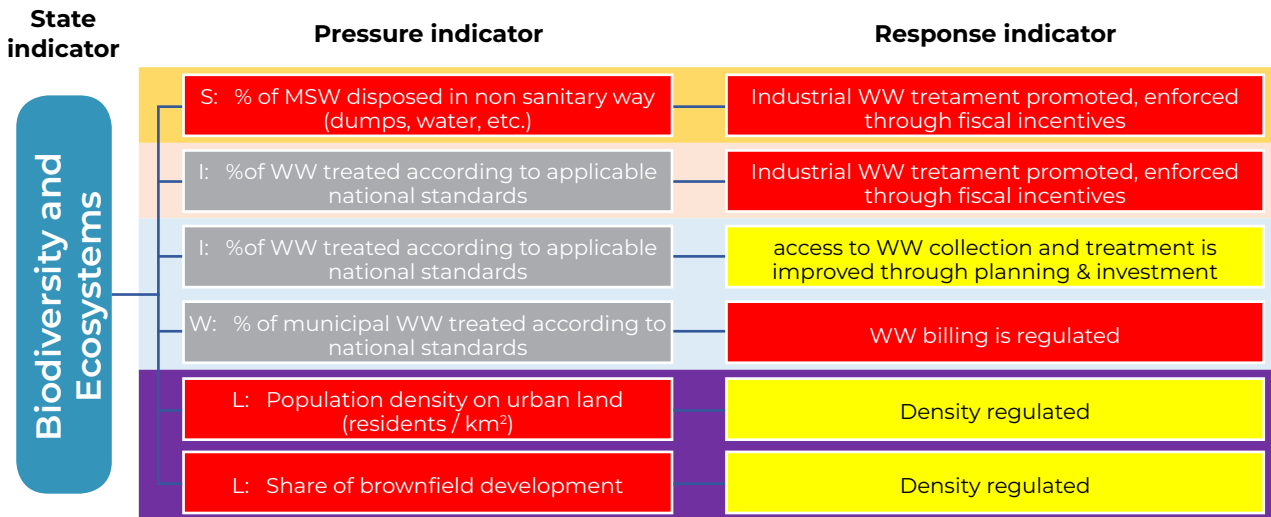 State
indicator
Pressure indicator
Response indicator
Biodiversity and
Ecosystems
S: % of MSW disposed in non sanitary way
(dumps, water, etc.)
Industrial WW tretament promoted, enforced
through fiscal incentives
I: %of WW treated according to applicable
national standards
Industrial WW tretament promoted, enforced
through fiscal incentives
I: %of WW treated according to applicable
national standards
access to WW collection and treatment is
improved through planning & investment
W: % of municipal WW treated according to
national standards
WW billing is regulated
L: Population density on urban land
(residents / km²)
Density regulated
L: Share of brownfield development
Density regulated